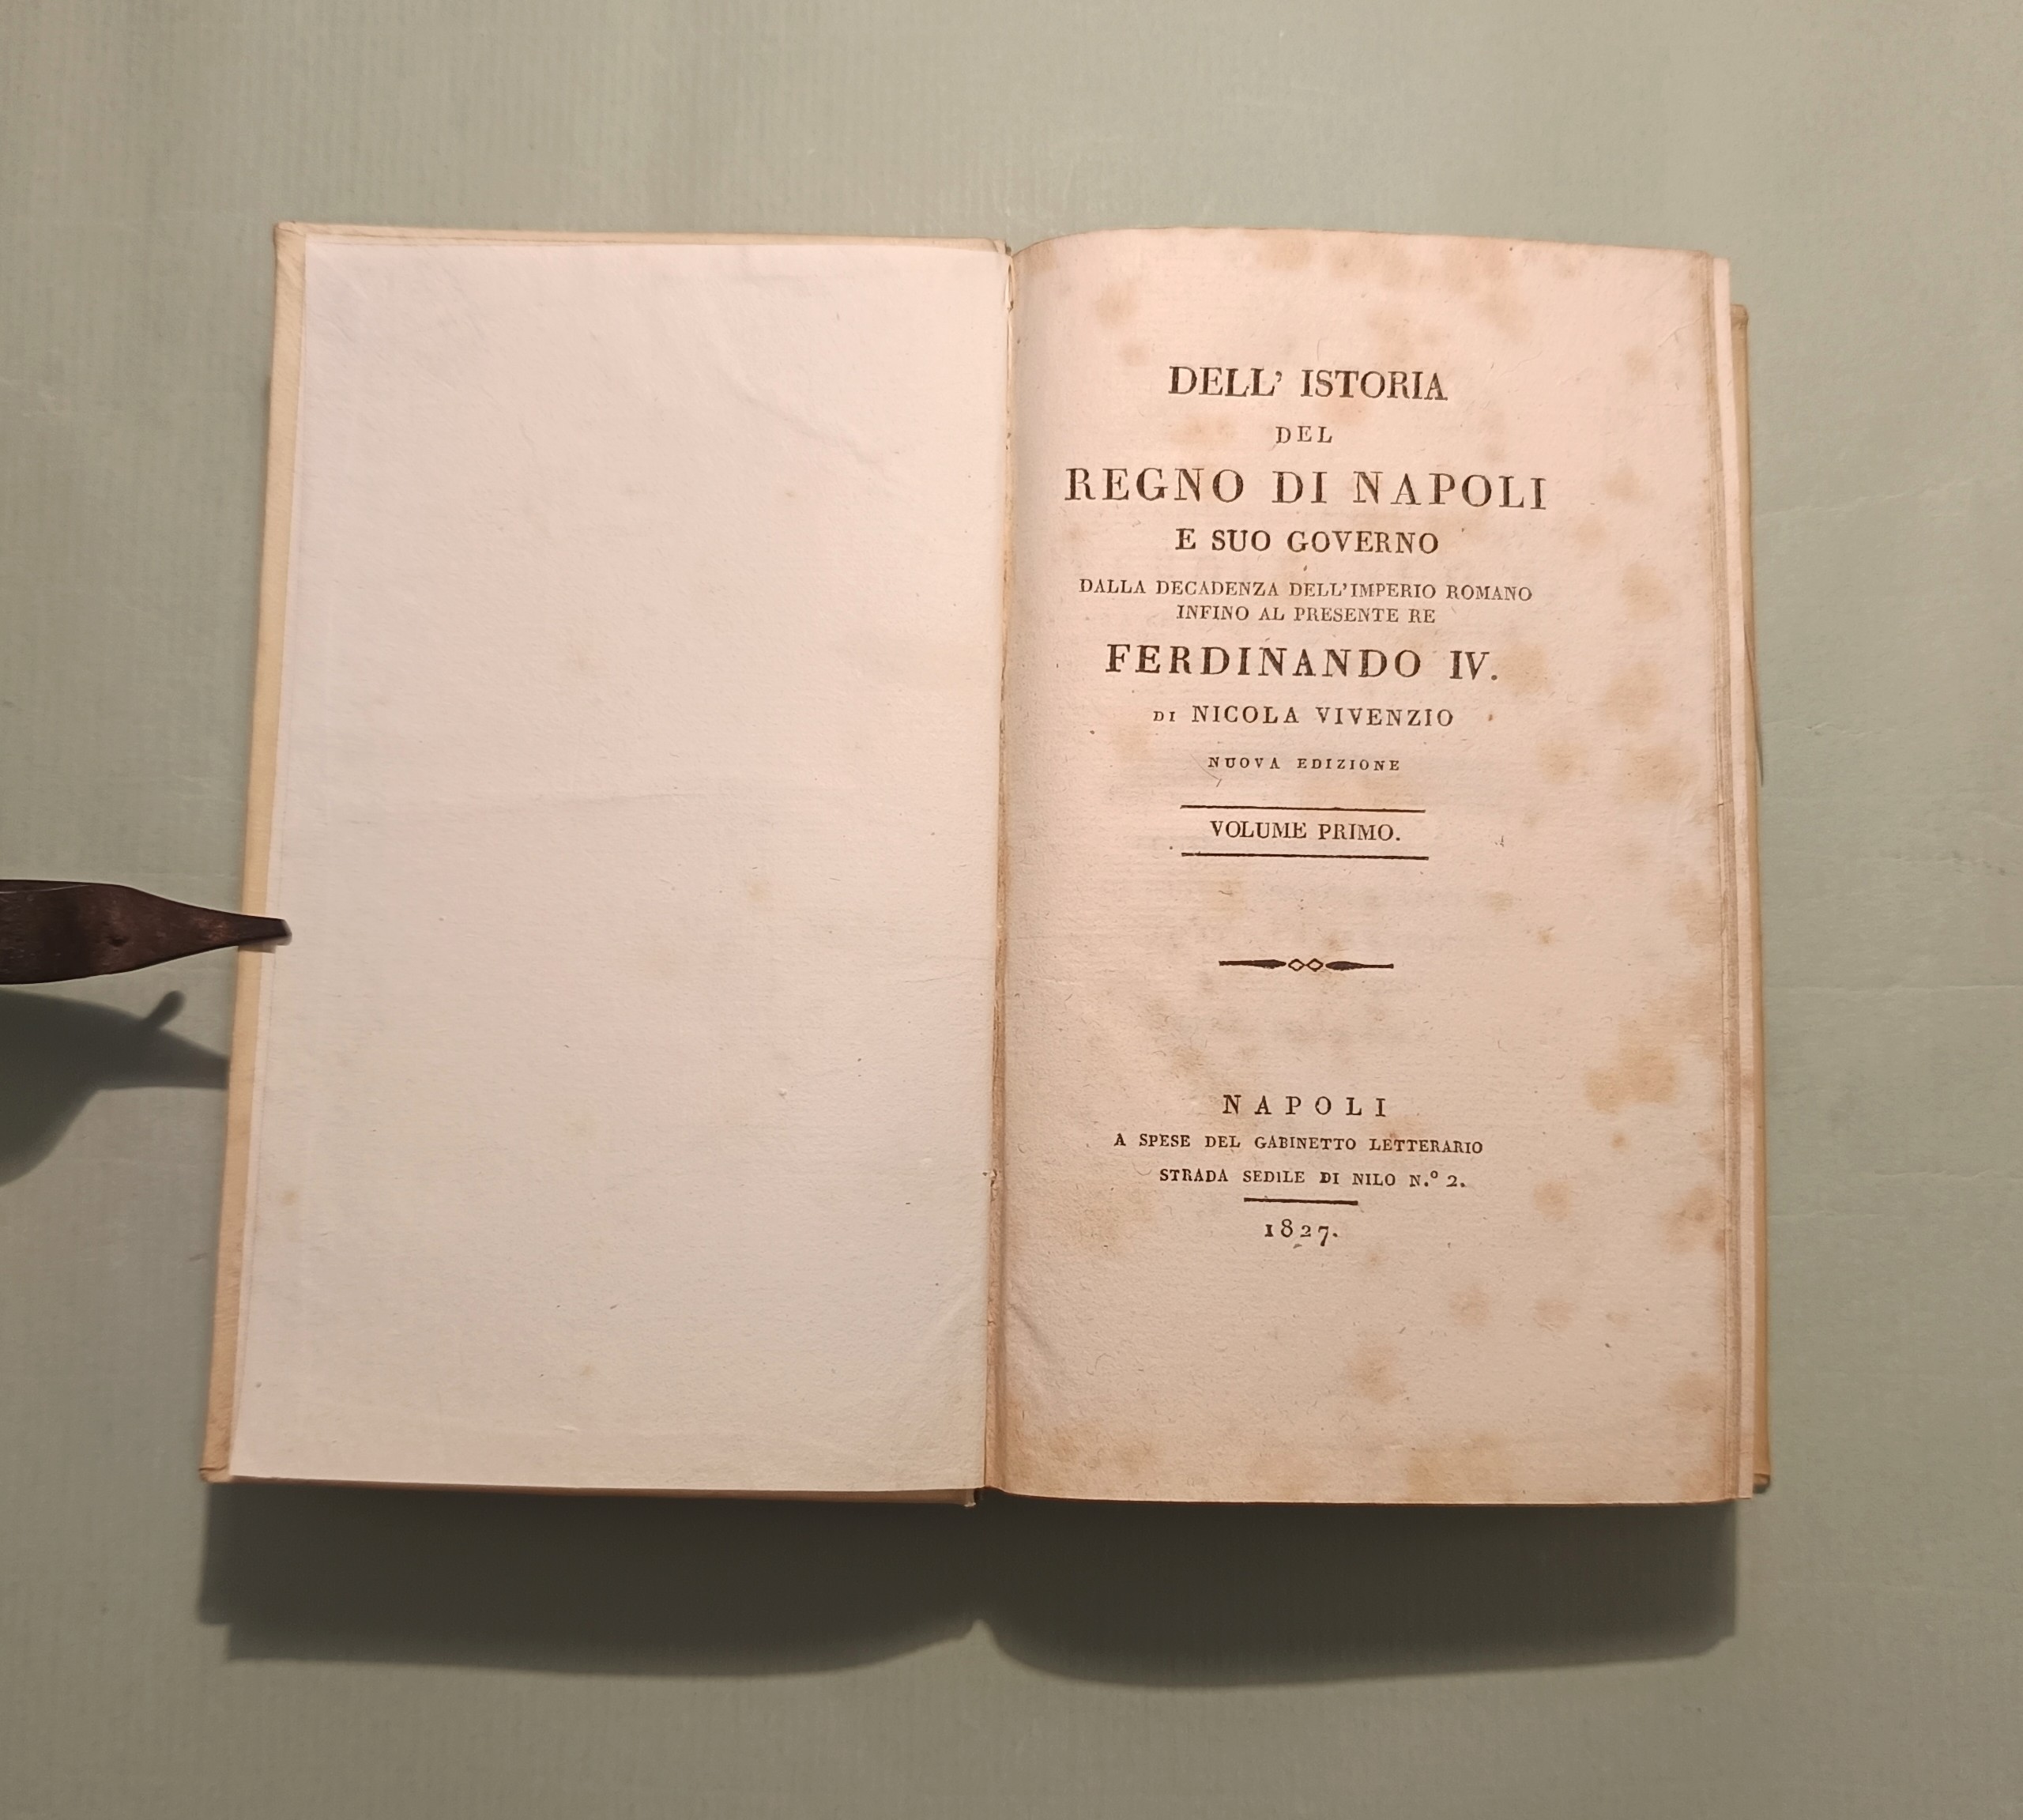 DELL' ISTORIA
DEL
REGNO DI NAPOLI
E SUO GOVERNO
DALLA DECADENZA DELL'IMPERIO ROMANO
INFINO AL PRESENTE RE
FERDINANDO IV.
DI NICOLA VIVENZIO
NUOVA EDIZIONE
VOLUME PRIMO.
NAPOLI
A SPESE DEL GABINETTO LETTERARIO
STRADA SEDILE DI NILO N.º 2.
1827.